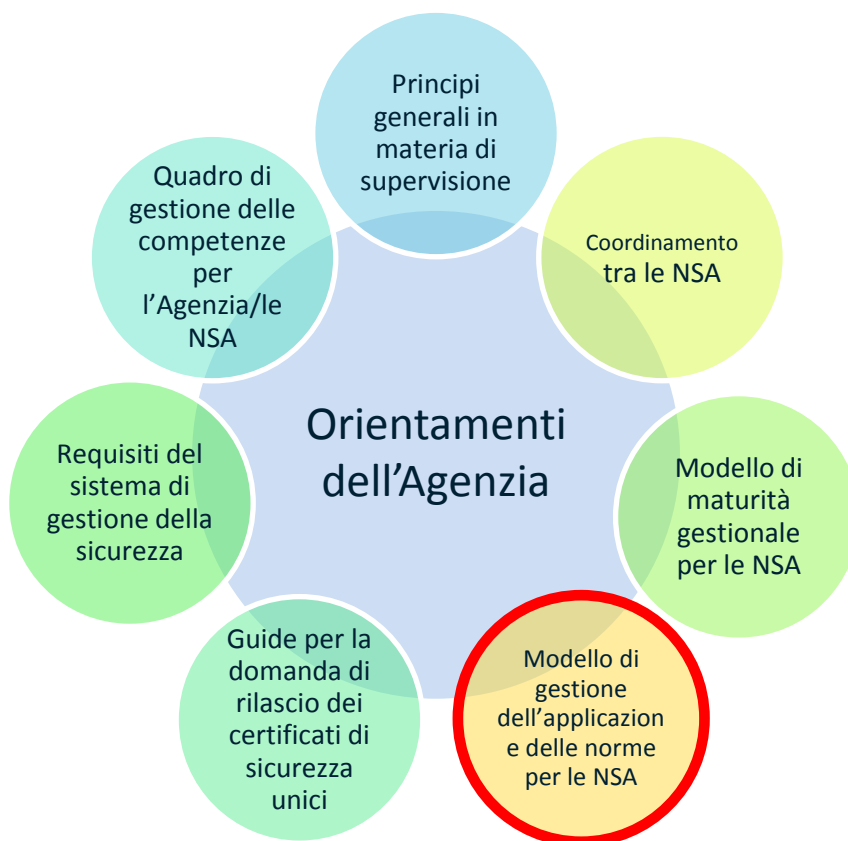 Principi
generali in
materia di
supervisione
Quadro di
gestione delle
competenze
per
l’Agenzia/le
NSA
Coordinamento
tra le NSA
Orientamenti
dell’Agenzia
Requisiti del
sistema di
gestione della
sicurezza
Modello di
maturità
gestionale
per le NSA
Guide per la
domanda di
rilascio dei
certificati di
sicurezza
unici
Modello di
gestione
dell’applicazion
e delle norme
per le NSA